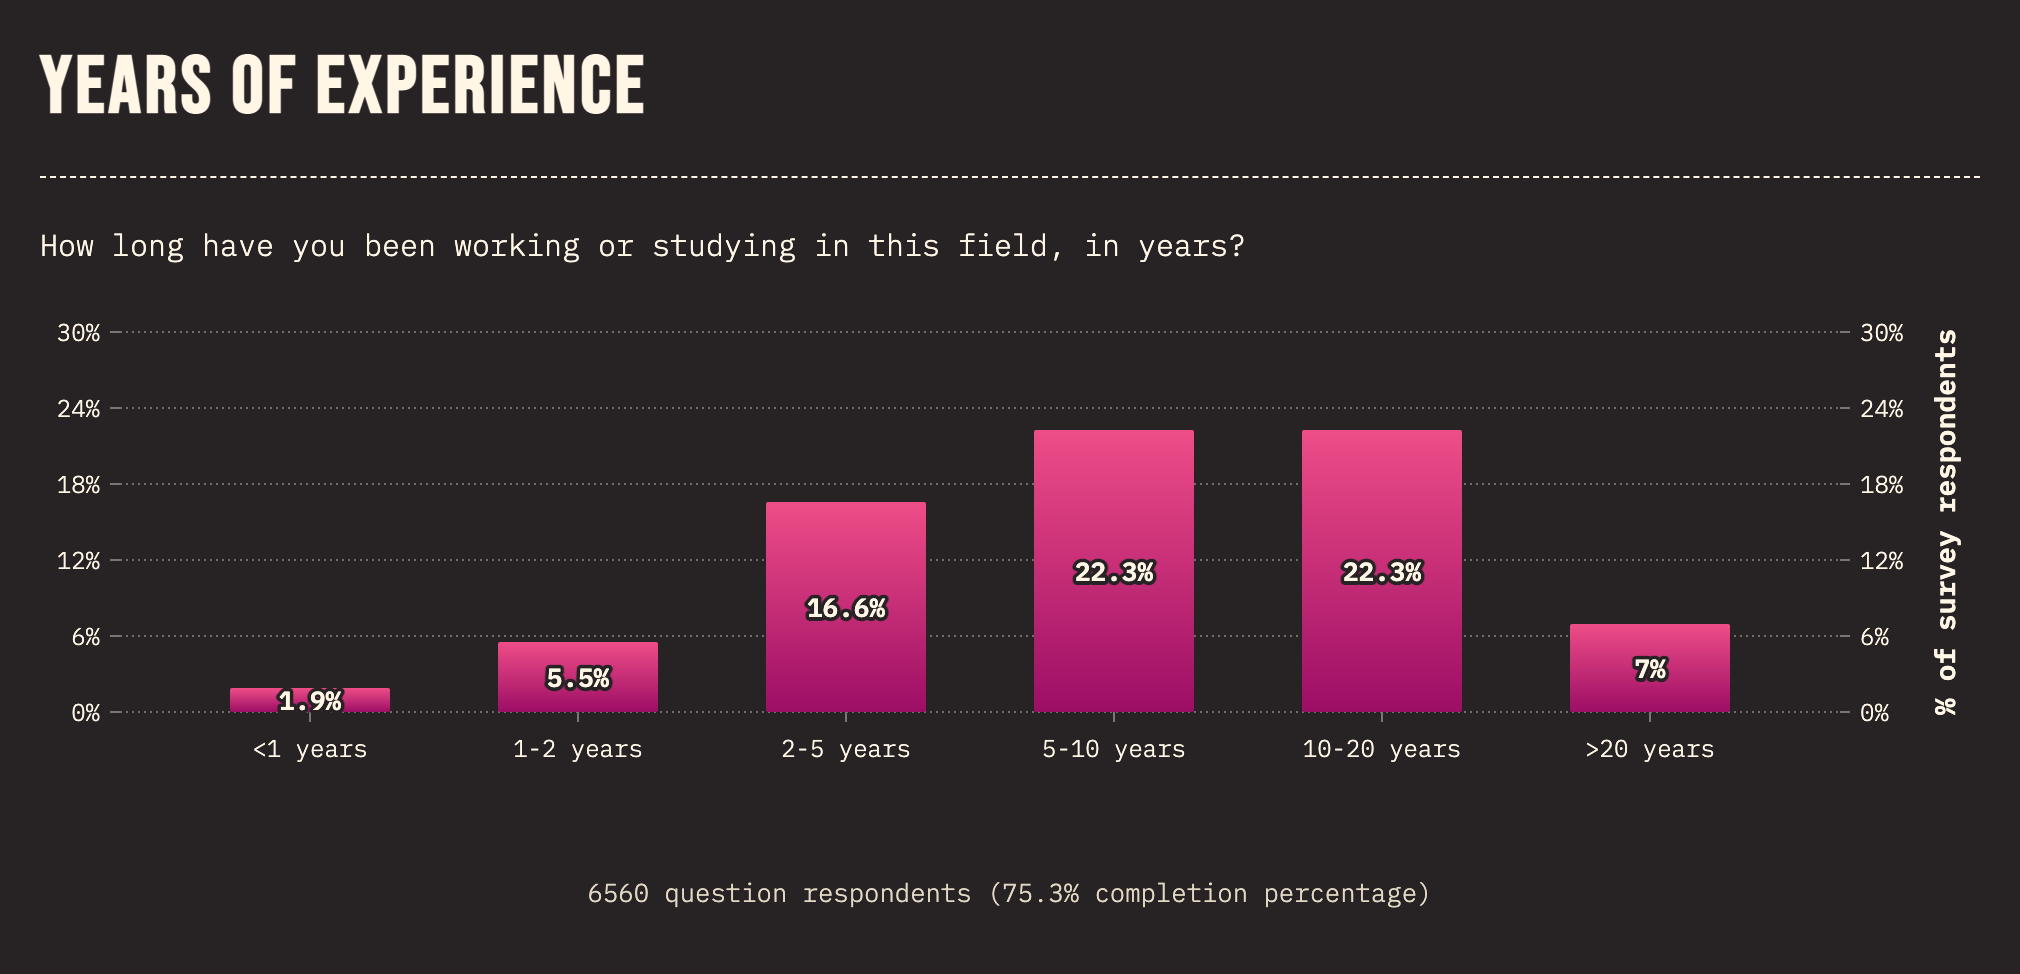 YEARS OF EXPERIENCE
How long have you been working or studying in this field, in years?
30% 30%
24% 24%
18% 18%
12% 12%
6% 6%
0% 0%
% of survey respondents
1.9% 5.5% 16.6% 22.3% 22.3% 7%
<1 years 1-2 years 2-5 years 5-10 years 10-20 years >20 years
6560 question respondents (75.3% completion percentage)